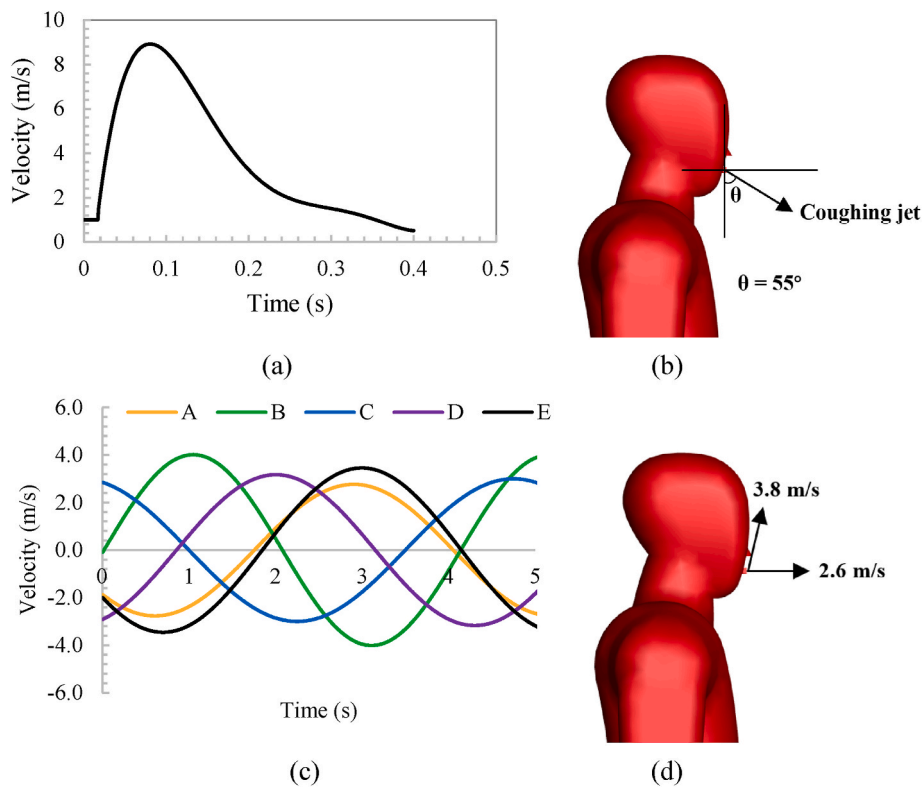 10
8
6
4
2
0
Velocity (m/s)
0 0.1 0.2 0.3 0.4 0.5
Time (s)
(a)
θ
Coughing jet
θ = 55°
(b)
A B C D E
6.0
4.0
2.0
0.0
-2.0
-4.0
-6.0
Velocity (m/s)
0 1 2 3 4 5
Time (s)
(c)
3.8 m/s
2.6 m/s
(d)